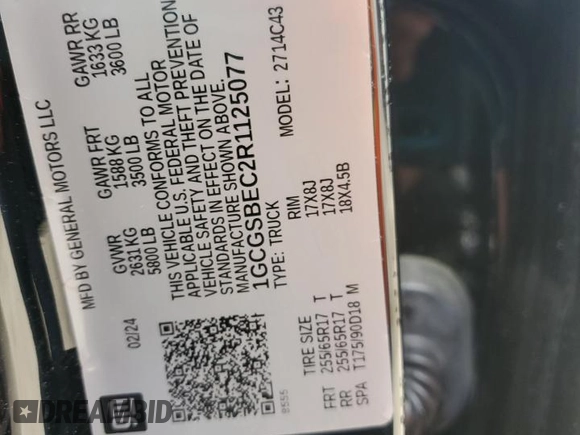 MFD BY GENERAL MOTORS LLC
02/24
GVWR
2631 KG
5800 LB
GAWR FRT
1588 KG
3500 LB
GAWR RR
1633 KG
3600 LB
THIS VEHICLE CONFORMS TO ALL
APPLICABLE U.S. FEDERAL MOTOR
VEHICLE SAFETY AND THEFT PREVENTION
STANDARDS IN EFFECT ON THE DATE OF
MANUFACTURE SHOWN ABOVE.
1GCGSBEC2R1125077
TYPE: TRUCK
MODEL: 2714C43
8555
TIRE SIZE RIM
FRT 255/65R17 T 17X8J
RR 255/65R17 T 17X8J
SPA T175/90D18 M 18X4.5B
gm
DREAMBID